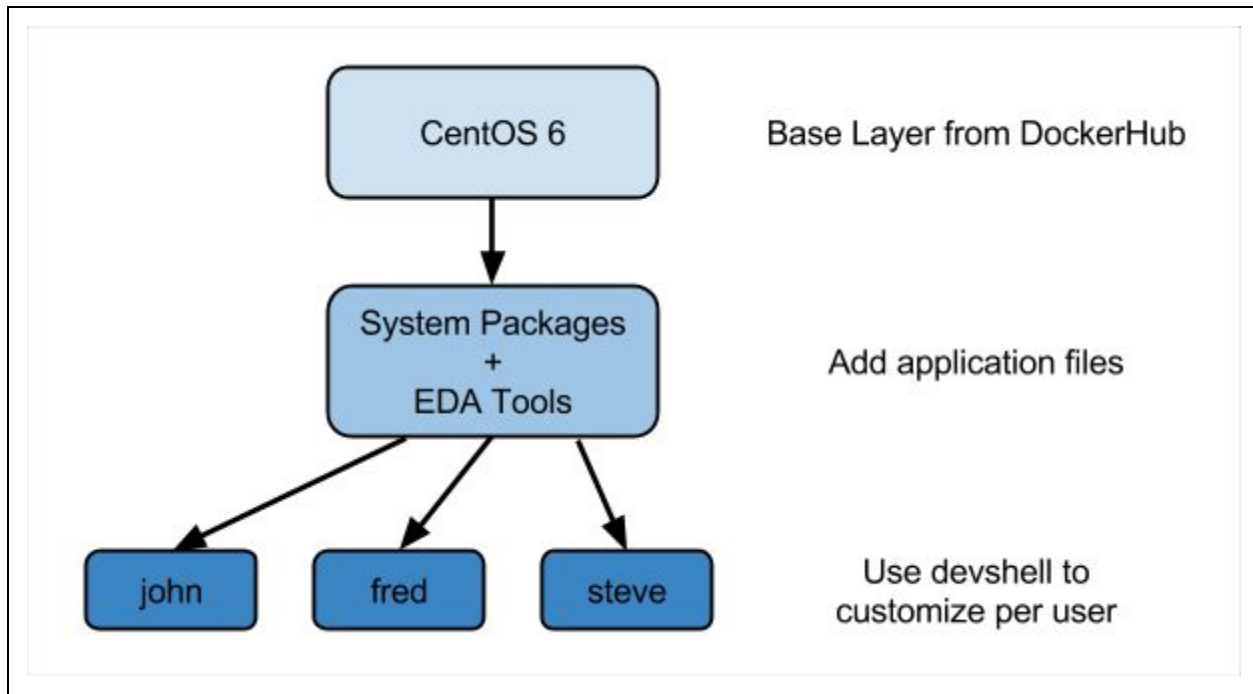 CentOS 6
Base Layer from DockerHub
System Packages
+
EDA Tools
Add application files
john
fred
steve
Use devshell to
customize per user